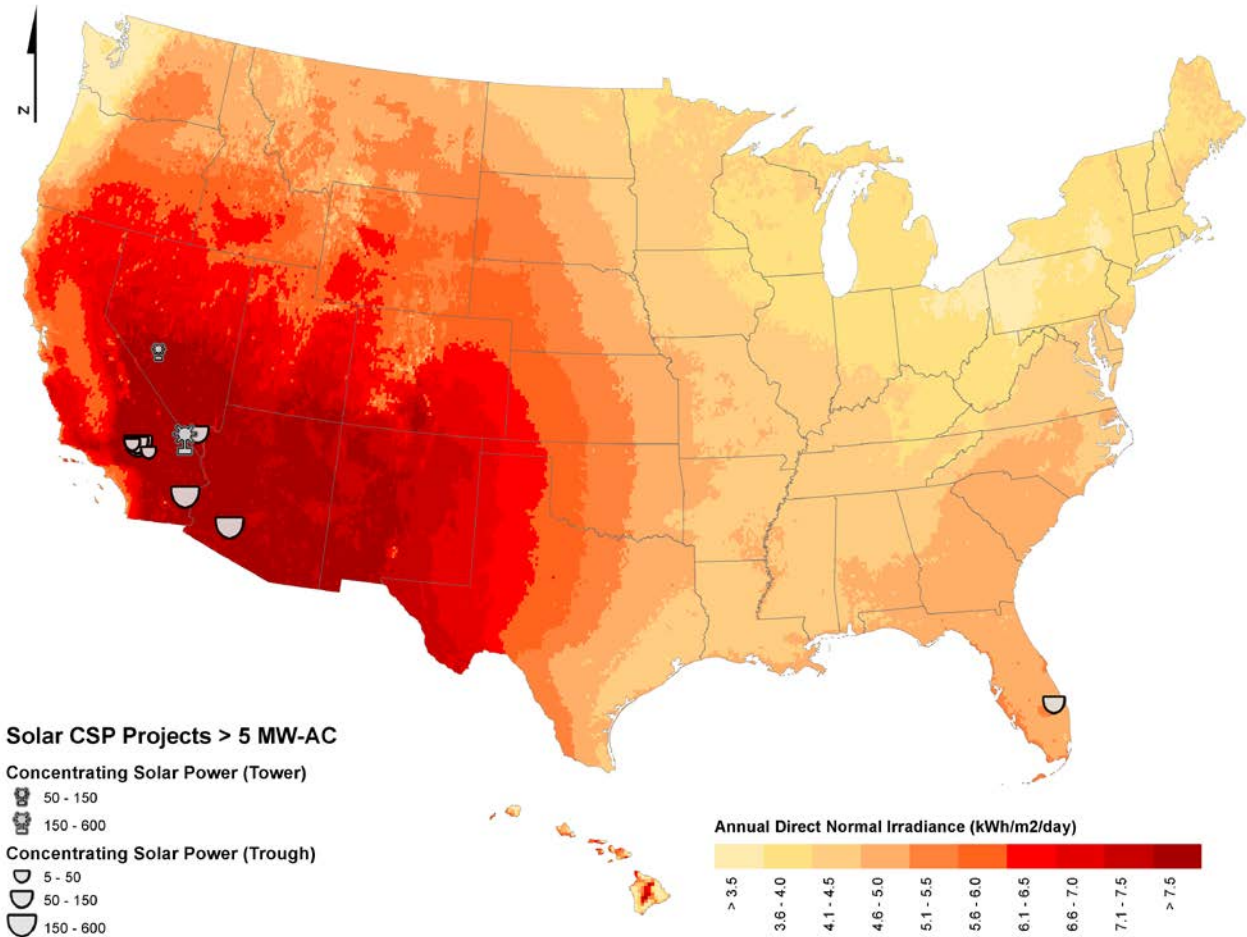 N
Solar CSP Projects > 5 MW-AC
Concentrating Solar Power (Tower)
50 - 150
150 - 600
Concentrating Solar Power (Trough)
5 - 50
50 - 150
150 - 600
Annual Direct Normal Irradiance (kWh/m2/day)
> 3.5
3.6 - 4.0
4.1 - 4.5
4.6 - 5.0
5.1 - 5.5
5.6 - 6.0
6.1 - 6.5
6.6 - 7.0
7.1 - 7.5
> 7.5